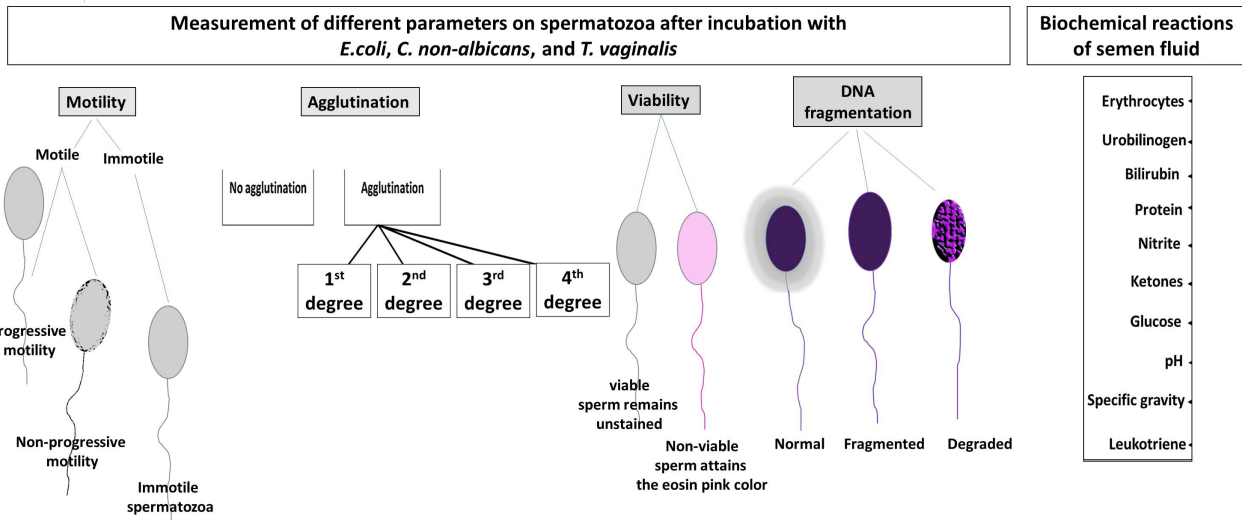 Measurement of different parameters on spermatozoa after incubation with
E.coli, C. non-albicans, and T. vaginalis
Biochemical reactions
of semen fluid
Motility
Motile
Immotile
rogressive
motility
Non-progressive
motility
Immotile
spermatozoa
Agglutination
No agglutination
Agglutination
1st
degree
2nd
degree
3rd
degree
4th
degree
Viability
viable
sperm remains
unstained
Non-viable
sperm attains
the eosin pink color
DNA
fragmentation
Normal
Fragmented
Degraded
Erythrocytes
Urobilinogen
Bilirubin
Protein
Nitrite
Ketones
Glucose
pH
Specific gravity
Leukotriene